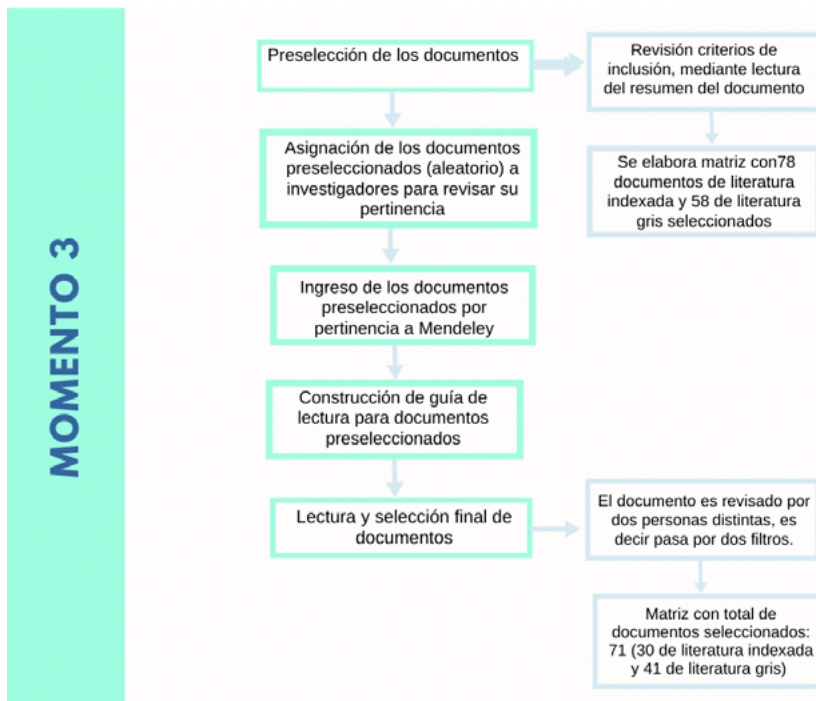 MOMENTO 3
Preselección de los documentos
Revisión criterios de
inclusión, mediante lectura
del resumen del documento
Se elabora matriz con78
documentos de literatura
indexada y 58 de literatura
gris seleccionados
Asignación de los documentos
preseleccionados (aleatorio) a
investigadores para revisar su
pertinencia
Ingreso de los documentos
preseleccionados por
pertinencia a Mendeley
Construcción de guía de
lectura para documentos
preseleccionados
Lectura y selección final de
documentos
El documento es revisado por
dos personas distintas, es
decir pasa por dos filtros.
Matriz con total de
documentos seleccionados:
71 (30 de literatura indexada
y 41 de literatura gris)